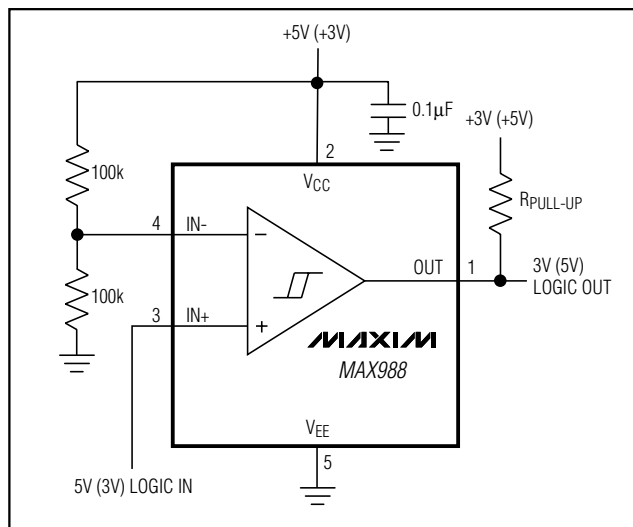 +5V (+3V)
0.1µF
+3V (+5V)
100k
2
VCC
RPULL-UP
4 IN-
−
OUT 1
3V (5V)
LOGIC OUT
100k
3 IN+
+
MAXIM
MAX988
VEE
5
5V (3V) LOGIC IN